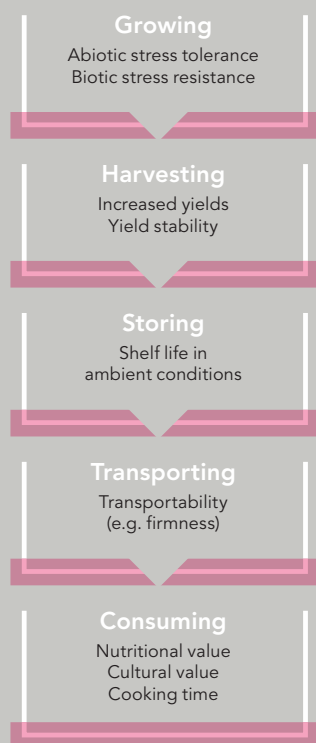 Growing
Abiotic stress tolerance
Biotic stress resistance
Harvesting
Increased yields
Yield stability
Storing
Shelf life in
ambient conditions
Transporting
Transportability
(e.g. firmness)
Consuming
Nutritional value
Cultural value
Cooking time